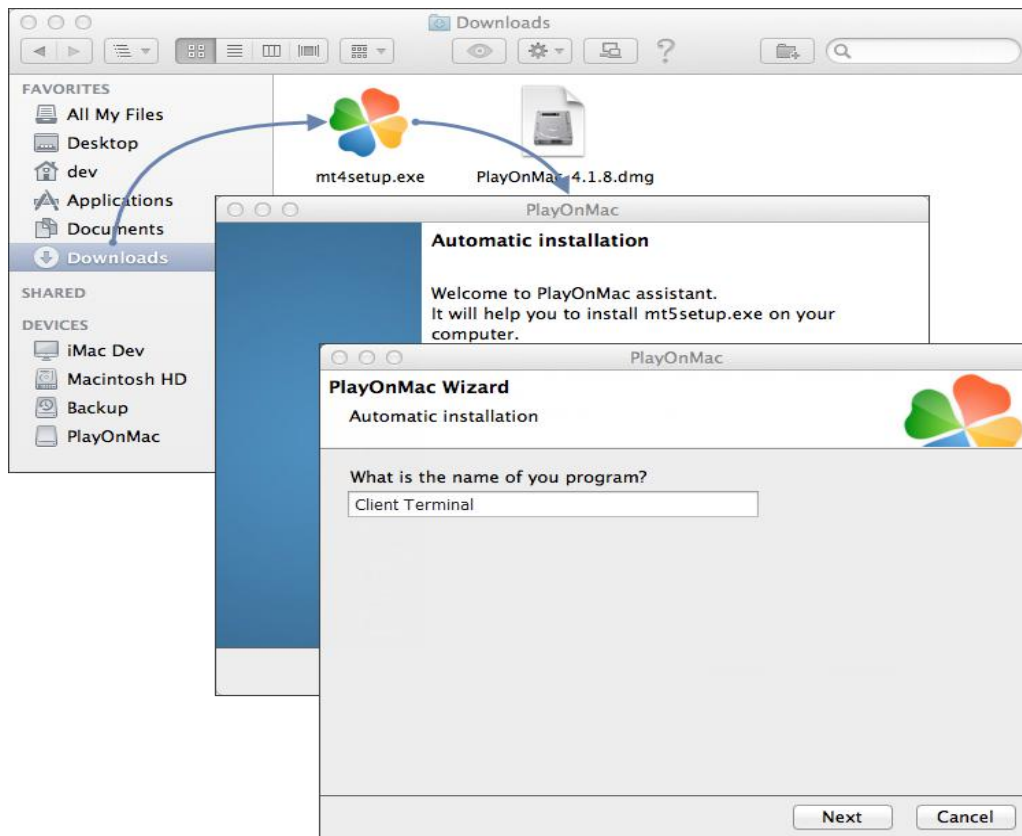 Downloads
FAVORITES
All My Files
Desktop
dev
Applications
Documents
Downloads
SHARED
DEVICES
iMac Dev
Macintosh HD
Backup
PlayOnMac
mt4setup.exe
PlayOnMac_4.1.8.dmg
PlayOnMac
Automatic installation
Welcome to PlayOnMac assistant.
It will help you to install mt5setup.exe on your
computer.
PlayOnMac
PlayOnMac Wizard
Automatic installation
What is the name of you program?
Client Terminal
Next
Cancel